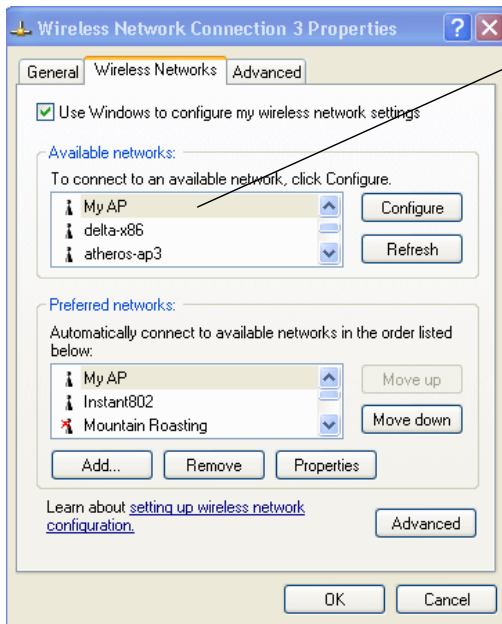 Wireless Network Connection 3 Properties
General Wireless Networks Advanced
Use Windows to configure my wireless network settings
Available networks:
To connect to an available network, click Configure.
My AP
delta-x86
atheros-ap3
Configure
Refresh
Preferred networks:
Automatically connect to available networks in the order listed
below:
My AP
Instant802
Mountain Roasting
Move up
Move down
Add... Remove Properties
Learn about setting up wireless network
configuration.
Advanced
OK Cancel